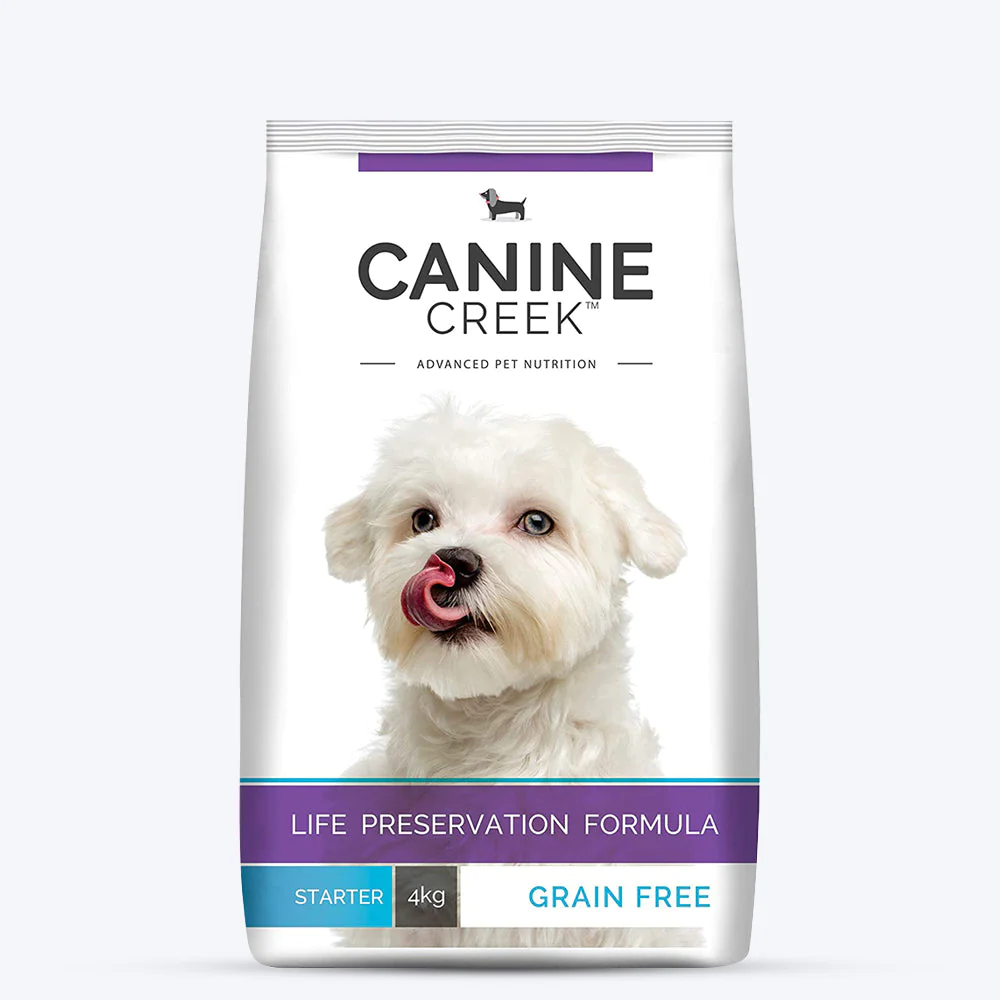 CANINE
CREEK™
ADVANCED PET NUTRITION
LIFE PRESERVATION FORMULA
STARTER 4kg GRAIN FREE